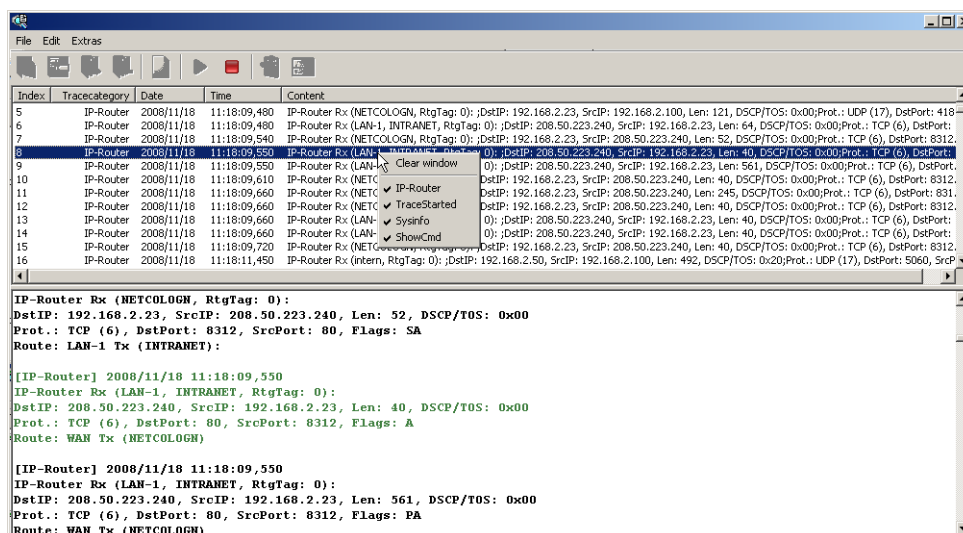 File Edit Extras
Index Tracecategory Date Time Content
5 IP-Router 2008/11/18 11:18:09,480 IP-Router Rx (NETCOLOGN, RtgTag: 0): ;DstIP: 192.168.2.23, SrcIP: 192.168.2.100, Len: 121, DSCP/TOS: 0x00;Prot.: UDP (17), DstPort: 418
6 IP-Router 2008/11/18 11:18:09,480 IP-Router Rx (LAN-1, INTRANET, RtgTag: 0): ;DstIP: 208.50.223.240, SrcIP: 192.168.2.23, Len: 64, DSCP/TOS: 0x00;Prot.: TCP (6), DstPort:
7 IP-Router 2008/11/18 11:18:09,540 IP-Router Rx (NETCOLOGN, RtgTag: 0): ;DstIP: 192.168.2.23, SrcIP: 208.50.223.240, Len: 52, DSCP/TOS: 0x00;Prot.: TCP (6), DstPort: 8312.
8 IP-Router 2008/11/18 11:18:09,550 IP-Router Rx (LAN-1, INTRANET, RtgTag: 0): ;DstIP: 208.50.223.240, SrcIP: 192.168.2.23, Len: 40, DSCP/TOS: 0x00;Prot.: TCP (6), DstPort:
9 IP-Router 2008/11/18 11:18:09,550 IP-Router Rx (LAN- 0): ;DstIP: 208.50.223.240, SrcIP: 192.168.2.23, Len: 561, DSCP/TOS: 0x00;Prot.: TCP (6), DstPort:
10 IP-Router 2008/11/18 11:18:09,610 IP-Router Rx (NETC DstIP: 192.168.2.23, SrcIP: 208.50.223.240, Len: 40, DSCP/TOS: 0x00;Prot.: TCP (6), DstPort: 8312.
11 IP-Router 2008/11/18 11:18:09,660 IP-Router Rx (NETC DstIP: 192.168.2.23, SrcIP: 208.50.223.240, Len: 245, DSCP/TOS: 0x00;Prot.: TCP (6), DstPort: 831.
12 IP-Router 2008/11/18 11:18:09,660 IP-Router Rx (NETC DstIP: 192.168.2.23, SrcIP: 208.50.223.240, Len: 40, DSCP/TOS: 0x00;Prot.: TCP (6), DstPort: 8312.
13 IP-Router 2008/11/18 11:18:09,660 IP-Router Rx (LAN- 0): ;DstIP: 208.50.223.240, SrcIP: 192.168.2.23, Len: 40, DSCP/TOS: 0x00;Prot.: TCP (6), DstPort:
14 IP-Router 2008/11/18 11:18:09,660 IP-Router Rx (LAN- 0): ;DstIP: 208.50.223.240, SrcIP: 192.168.2.23, Len: 40, DSCP/TOS: 0x00;Prot.: TCP (6), DstPort:
15 IP-Router 2008/11/18 11:18:09,720 IP-Router Rx (NETCOLOGN, RtgTag: 0): ;DstIP: 192.168.2.23, SrcIP: 208.50.223.240, Len: 40, DSCP/TOS: 0x00;Prot.: TCP (6), DstPort: 8312.
16 IP-Router 2008/11/18 11:18:11,450 IP-Router Rx (intern, RtgTag: 0): ;DstIP: 192.168.2.50, SrcIP: 192.168.2.100, Len: 492, DSCP/TOS: 0x20;Prot.: UDP (17), DstPort: 5060, SrcP
Clear window
IP-Router
TraceStarted
Sysinfo
ShowCmd
IP-Router Rx (NETCOLOGN, RtgTag: 0):
DstIP: 192.168.2.23, SrcIP: 208.50.223.240, Len: 52, DSCP/TOS: 0x00
Prot.: TCP (6), DstPort: 8312, SrcPort: 80, Flags: SA
Route: LAN-1 Tx (INTRANET):
[IP-Router] 2008/11/18 11:18:09,550
IP-Router Rx (LAN-1, INTRANET, RtgTag: 0):
DstIP: 208.50.223.240, SrcIP: 192.168.2.23, Len: 40, DSCP/TOS: 0x00
Prot.: TCP (6), DstPort: 80, SrcPort: 8312, Flags: A
Route: WAN Tx (NETCOLOGN)
[IP-Router] 2008/11/18 11:18:09,550
IP-Router Rx (LAN-1, INTRANET, RtgTag: 0):
DstIP: 208.50.223.240, SrcIP: 192.168.2.23, Len: 561, DSCP/TOS: 0x00
Prot.: TCP (6), DstPort: 80, SrcPort: 8312, Flags: PA
Route: WAN Tx (NETCOLOGN)